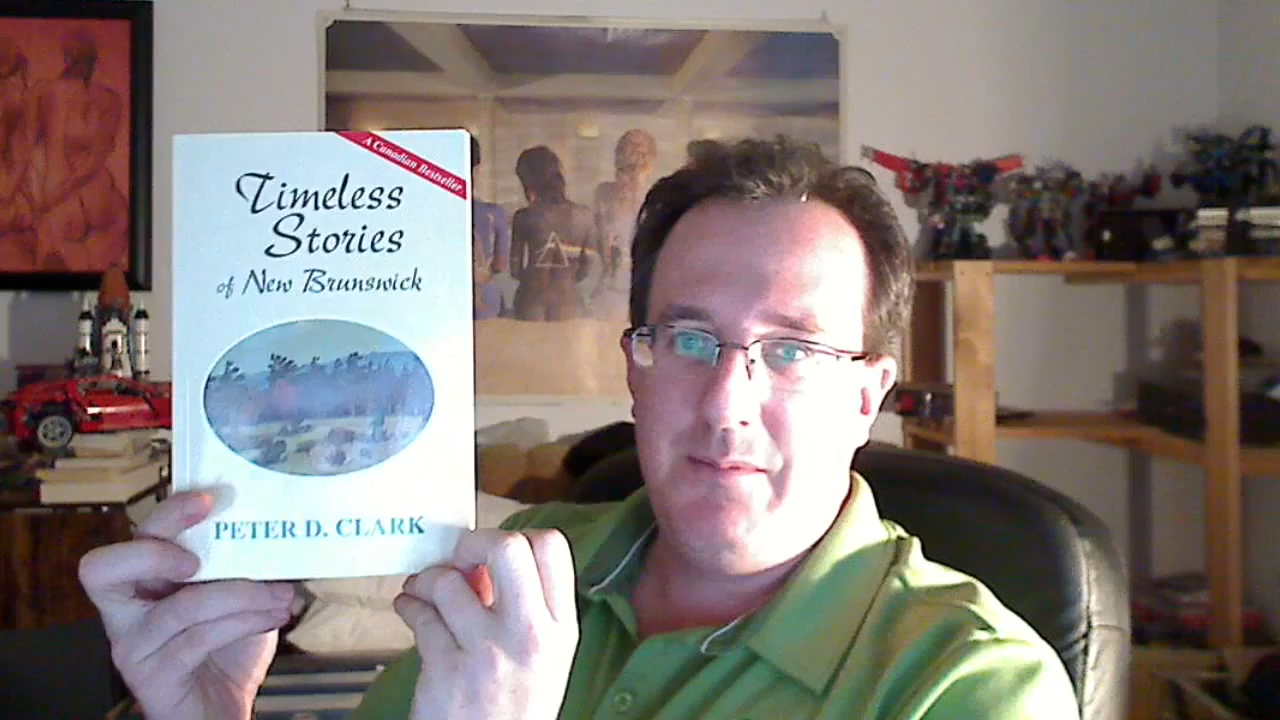 A Canadian Bestseller
Timeless
Stories
of New Brunswick
PETER D. CLARK